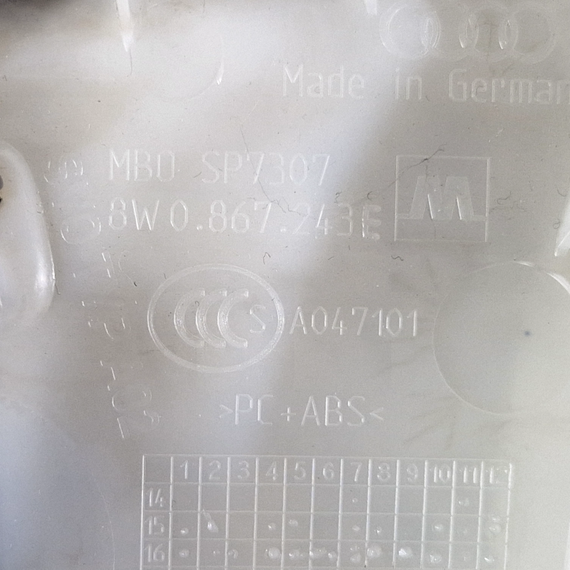 Made in German
MBO SP7307
8W0.867.243E
CCC S A047101
>PC+ABS<
1 2 3 4 5 6 7 8 9 10 11 12
14
15
16